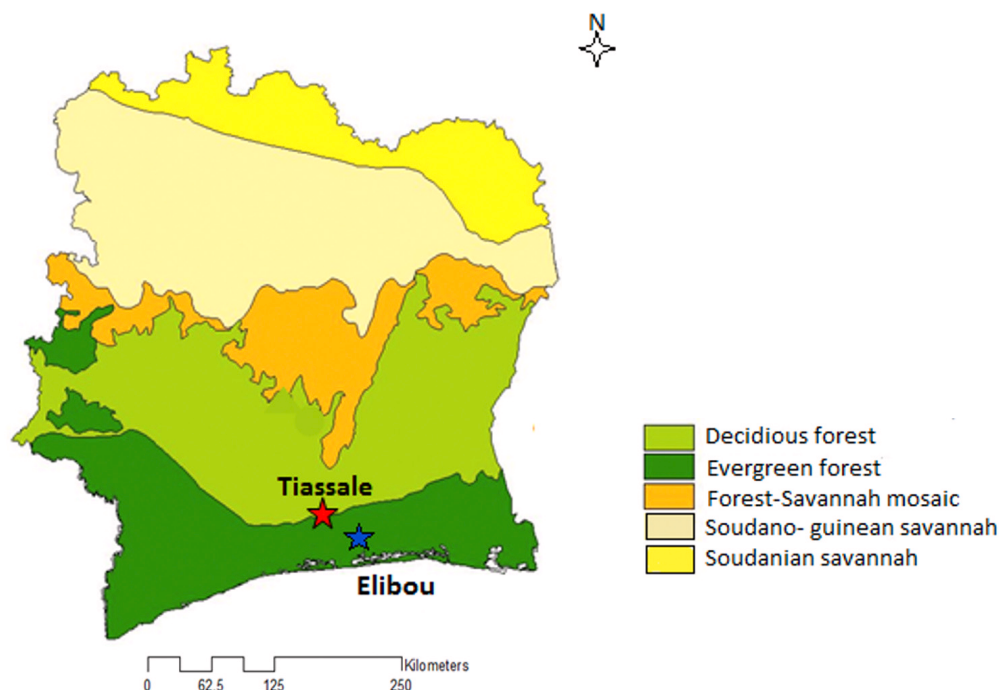 N
Tiassale
Elibou
Decidious forest
Evergreen forest
Forest-Savannah mosaic
Soudano- guinean savannah
Soudanian savannah
Kilometers
0 62.5 125 250